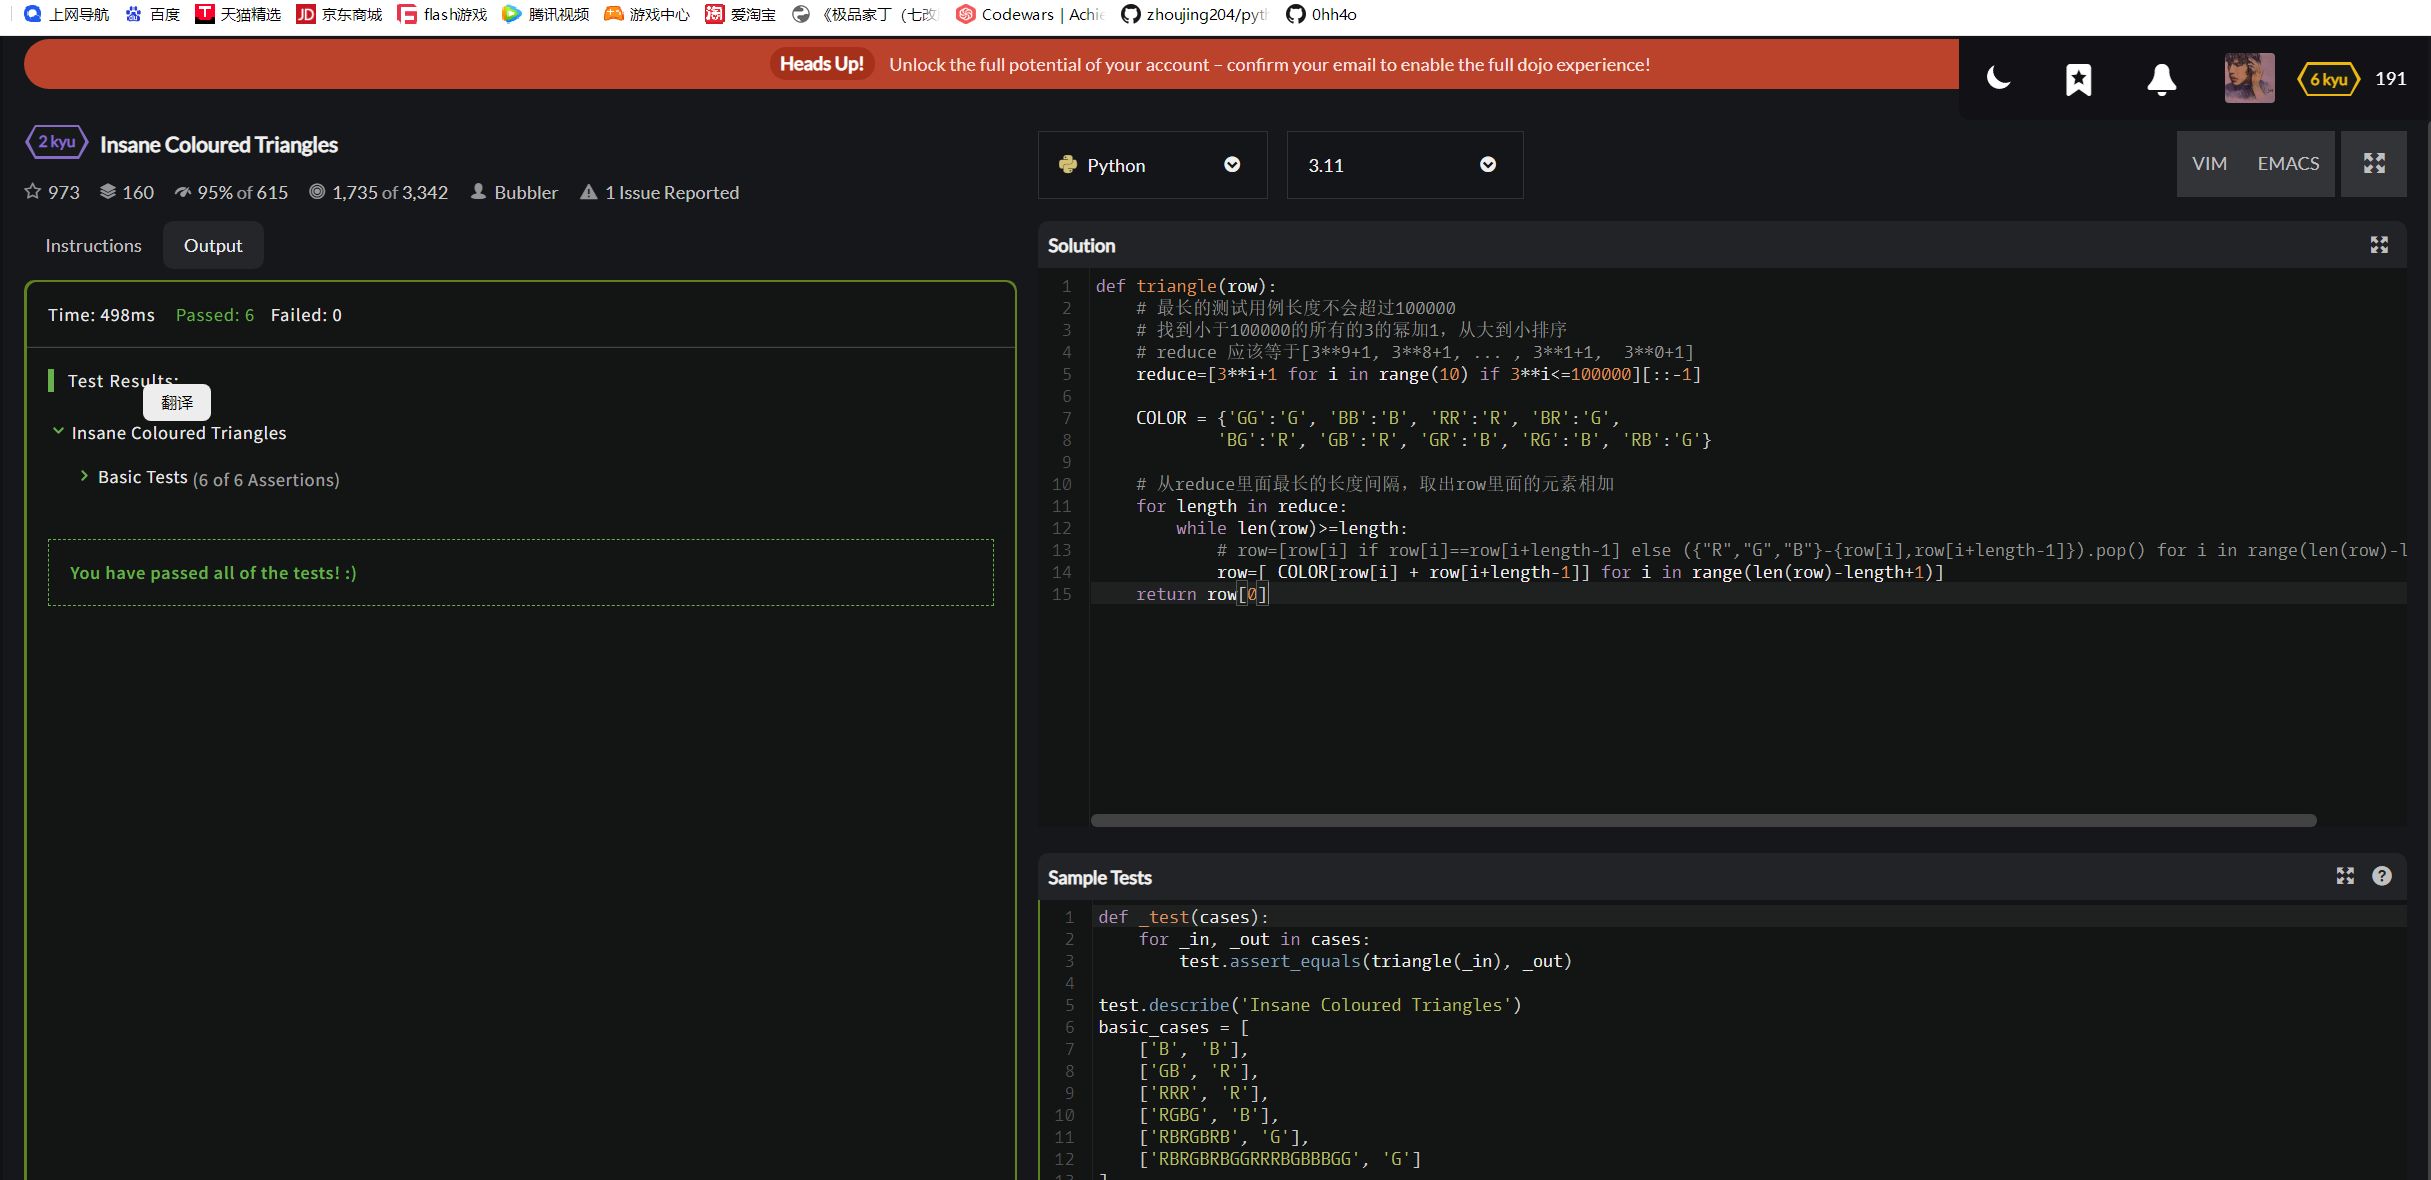 上网导航 百度 天猫精选 京东商城 flash游戏 腾讯视频 游戏中心 爱淘宝 《极品家丁（七改 Codewars | Achie zhoujing204/pyth 0hh4o
Heads Up! Unlock the full potential of your account – confirm your email to enable the full dojo experience!
6 kyu 191
2 kyu Insane Coloured Triangles
973 160 95% of 615 1,735 of 3,342 Bubbler 1 Issue Reported
Python 3.11 VIM EMACS
Instructions Output
Time: 498ms Passed: 6 Failed: 0
Test Results:
翻译
Insane Coloured Triangles
Basic Tests (6 of 6 Assertions)
You have passed all of the tests! :)
Solution
1 def triangle(row):
2 # 最长的测试用例长度不会超过100000
3 # 找到小于100000的所有的3的幂加1，从大到小排序
4 # reduce 应该等于[3**9+1, 3**8+1, ... , 3**1+1,  3**0+1]
5 reduce=[3**i+1 for i in range(10) if 3**i<=100000][::-1]
6
7 COLOR = {'GG':'G', 'BB':'B', 'RR':'R', 'BR':'G',
8 'BG':'R', 'GB':'R', 'GR':'B', 'RG':'B', 'RB':'G'}
9
10 # 从reduce里面最长的长度间隔，取出row里面的元素相加
11 for length in reduce:
12 while len(row)>=length:
13 # row=[row[i] if row[i]==row[i+length-1] else ({"R","G","B"}-{row[i],row[i+length-1]}).pop() for i in range(len(row)-l
14 row=[ COLOR[row[i] + row[i+length-1]] for i in range(len(row)-length+1)]
15 return row[0]
Sample Tests
1 def _test(cases):
2 for _in, _out in cases:
3 test.assert_equals(triangle(_in), _out)
4
5 test.describe('Insane Coloured Triangles')
6 basic_cases = [
7 ['B', 'B'],
8 ['GB', 'R'],
9 ['RRR', 'R'],
10 ['RGBG', 'B'],
11 ['RBRGBRB', 'G'],
12 ['RBRGBRBGGRRRBGBBBGG', 'G']
13 ]